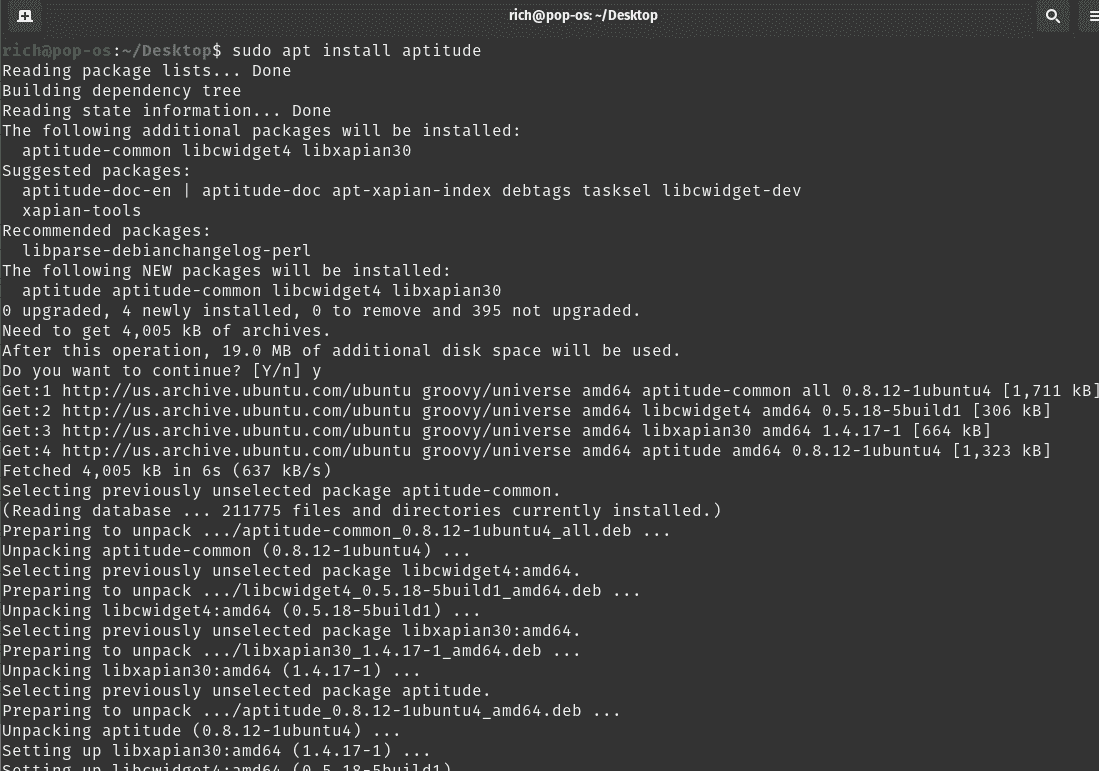 rich@pop-os: ~/Desktop
rich@pop-os:~/Desktop$ sudo apt install aptitude
Reading package lists... Done
Building dependency tree
Reading state information... Done
The following additional packages will be installed:
  aptitude-common libcwidget4 libxapian30
Suggested packages:
  aptitude-doc-en | aptitude-doc apt-xapian-index debtags tasksel libcwidget-dev
  xapian-tools
Recommended packages:
  libparse-debianchangelog-perl
The following NEW packages will be installed:
  aptitude aptitude-common libcwidget4 libxapian30
0 upgraded, 4 newly installed, 0 to remove and 395 not upgraded.
Need to get 4,005 kB of archives.
After this operation, 19.0 MB of additional disk space will be used.
Do you want to continue? [Y/n] y
Get:1 http://us.archive.ubuntu.com/ubuntu groovy/universe amd64 aptitude-common all 0.8.12-1ubuntu4 [1,711 kB]
Get:2 http://us.archive.ubuntu.com/ubuntu groovy/universe amd64 libcwidget4 amd64 0.5.18-5build1 [306 kB]
Get:3 http://us.archive.ubuntu.com/ubuntu groovy/universe amd64 libxapian30 amd64 1.4.17-1 [664 kB]
Get:4 http://us.archive.ubuntu.com/ubuntu groovy/universe amd64 aptitude amd64 0.8.12-1ubuntu4 [1,323 kB]
Fetched 4,005 kB in 6s (637 kB/s)
Selecting previously unselected package aptitude-common.
(Reading database ... 211775 files and directories currently installed.)
Preparing to unpack .../aptitude-common_0.8.12-1ubuntu4_all.deb ...
Unpacking aptitude-common (0.8.12-1ubuntu4) ...
Selecting previously unselected package libcwidget4:amd64.
Preparing to unpack .../libcwidget4_0.5.18-5build1_amd64.deb ...
Unpacking libcwidget4:amd64 (0.5.18-5build1) ...
Selecting previously unselected package libxapian30:amd64.
Preparing to unpack .../libxapian30_1.4.17-1_amd64.deb ...
Unpacking libxapian30:amd64 (1.4.17-1) ...
Selecting previously unselected package aptitude.
Preparing to unpack .../aptitude_0.8.12-1ubuntu4_amd64.deb ...
Unpacking aptitude (0.8.12-1ubuntu4) ...
Setting up libxapian30:amd64 (1.4.17-1) ...
Setting up libcwidget4:amd64 (0.5.18-5build1)